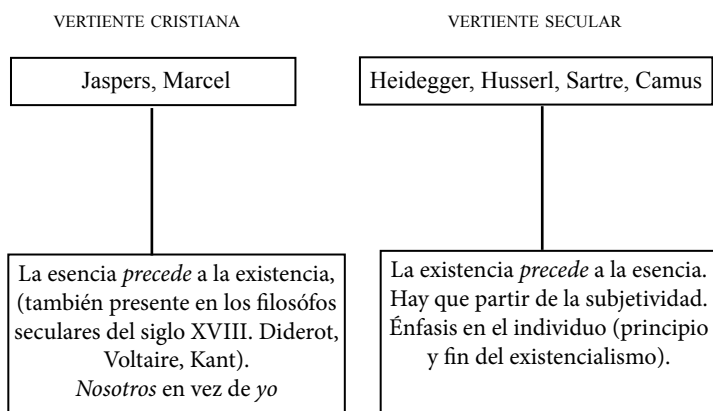 VERTIENTE CRISTIANA
Jaspers, Marcel
La esencia precede a la existencia,
(también presente en los filosófos
seculares del siglo XVIII. Diderot,
Voltaire, Kant).
Nosotros en vez de yo
VERTIENTE SECULAR
Heidegger, Husserl, Sartre, Camus
La existencia precede a la esencia.
Hay que partir de la subjetividad.
Énfasis en el individuo (principio
y fin del existencialismo).